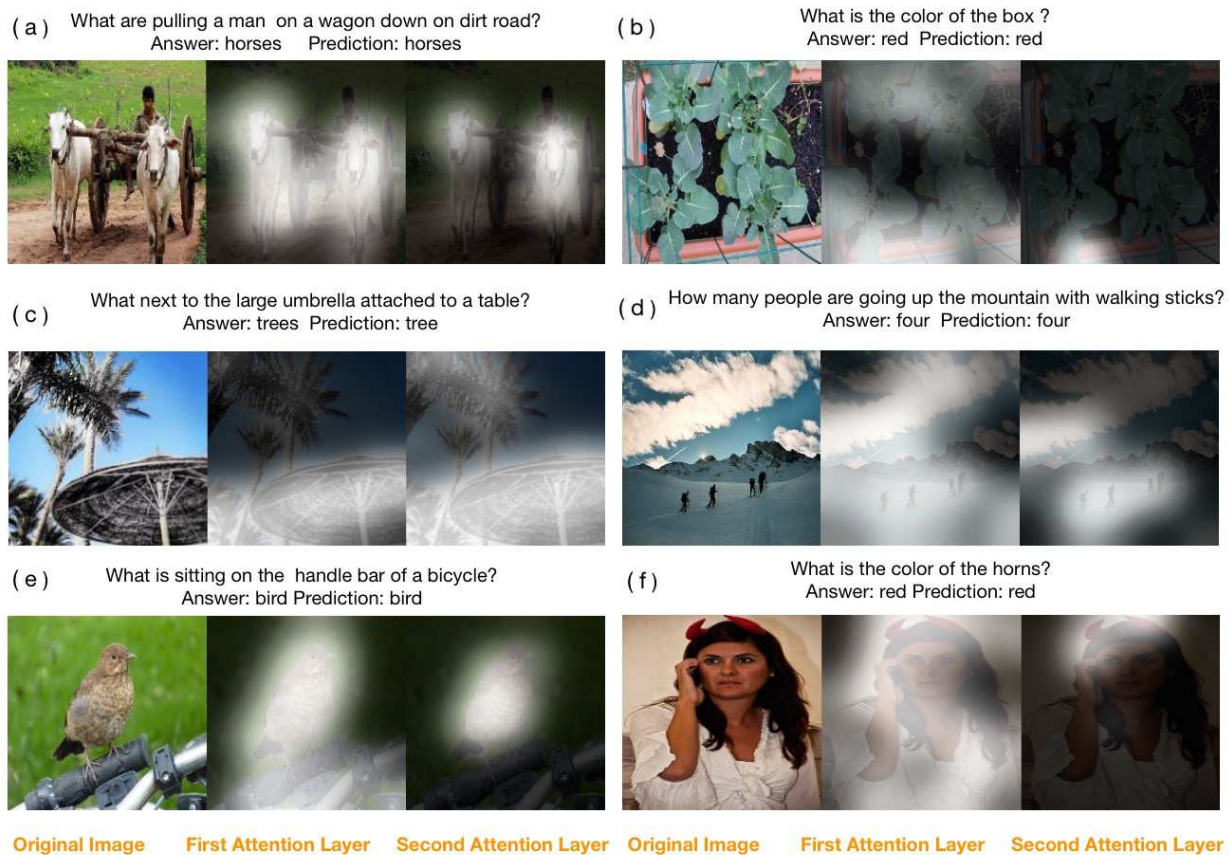 ( a ) What are pulling a man on a wagon down on dirt road?
Answer: horses Prediction: horses
( b ) What is the color of the box ?
Answer: red Prediction: red
( c ) What next to the large umbrella attached to a table?
Answer: trees Prediction: tree
( d ) How many people are going up the mountain with walking sticks?
Answer: four Prediction: four
( e ) What is sitting on the handle bar of a bicycle?
Answer: bird Prediction: bird
( f ) What is the color of the horns?
Answer: red Prediction: red
Original Image First Attention Layer Second Attention Layer Original Image First Attention Layer Second Attention Layer